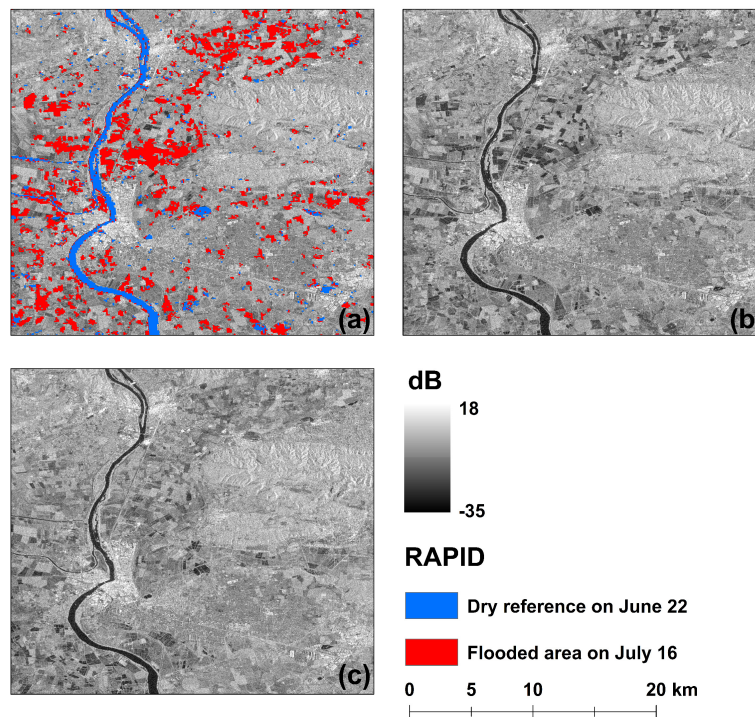 (a)
(b)
(c)
dB
18
-35
RAPID
Dry reference on June 22
Flooded area on July 16
0 5 10 20 km